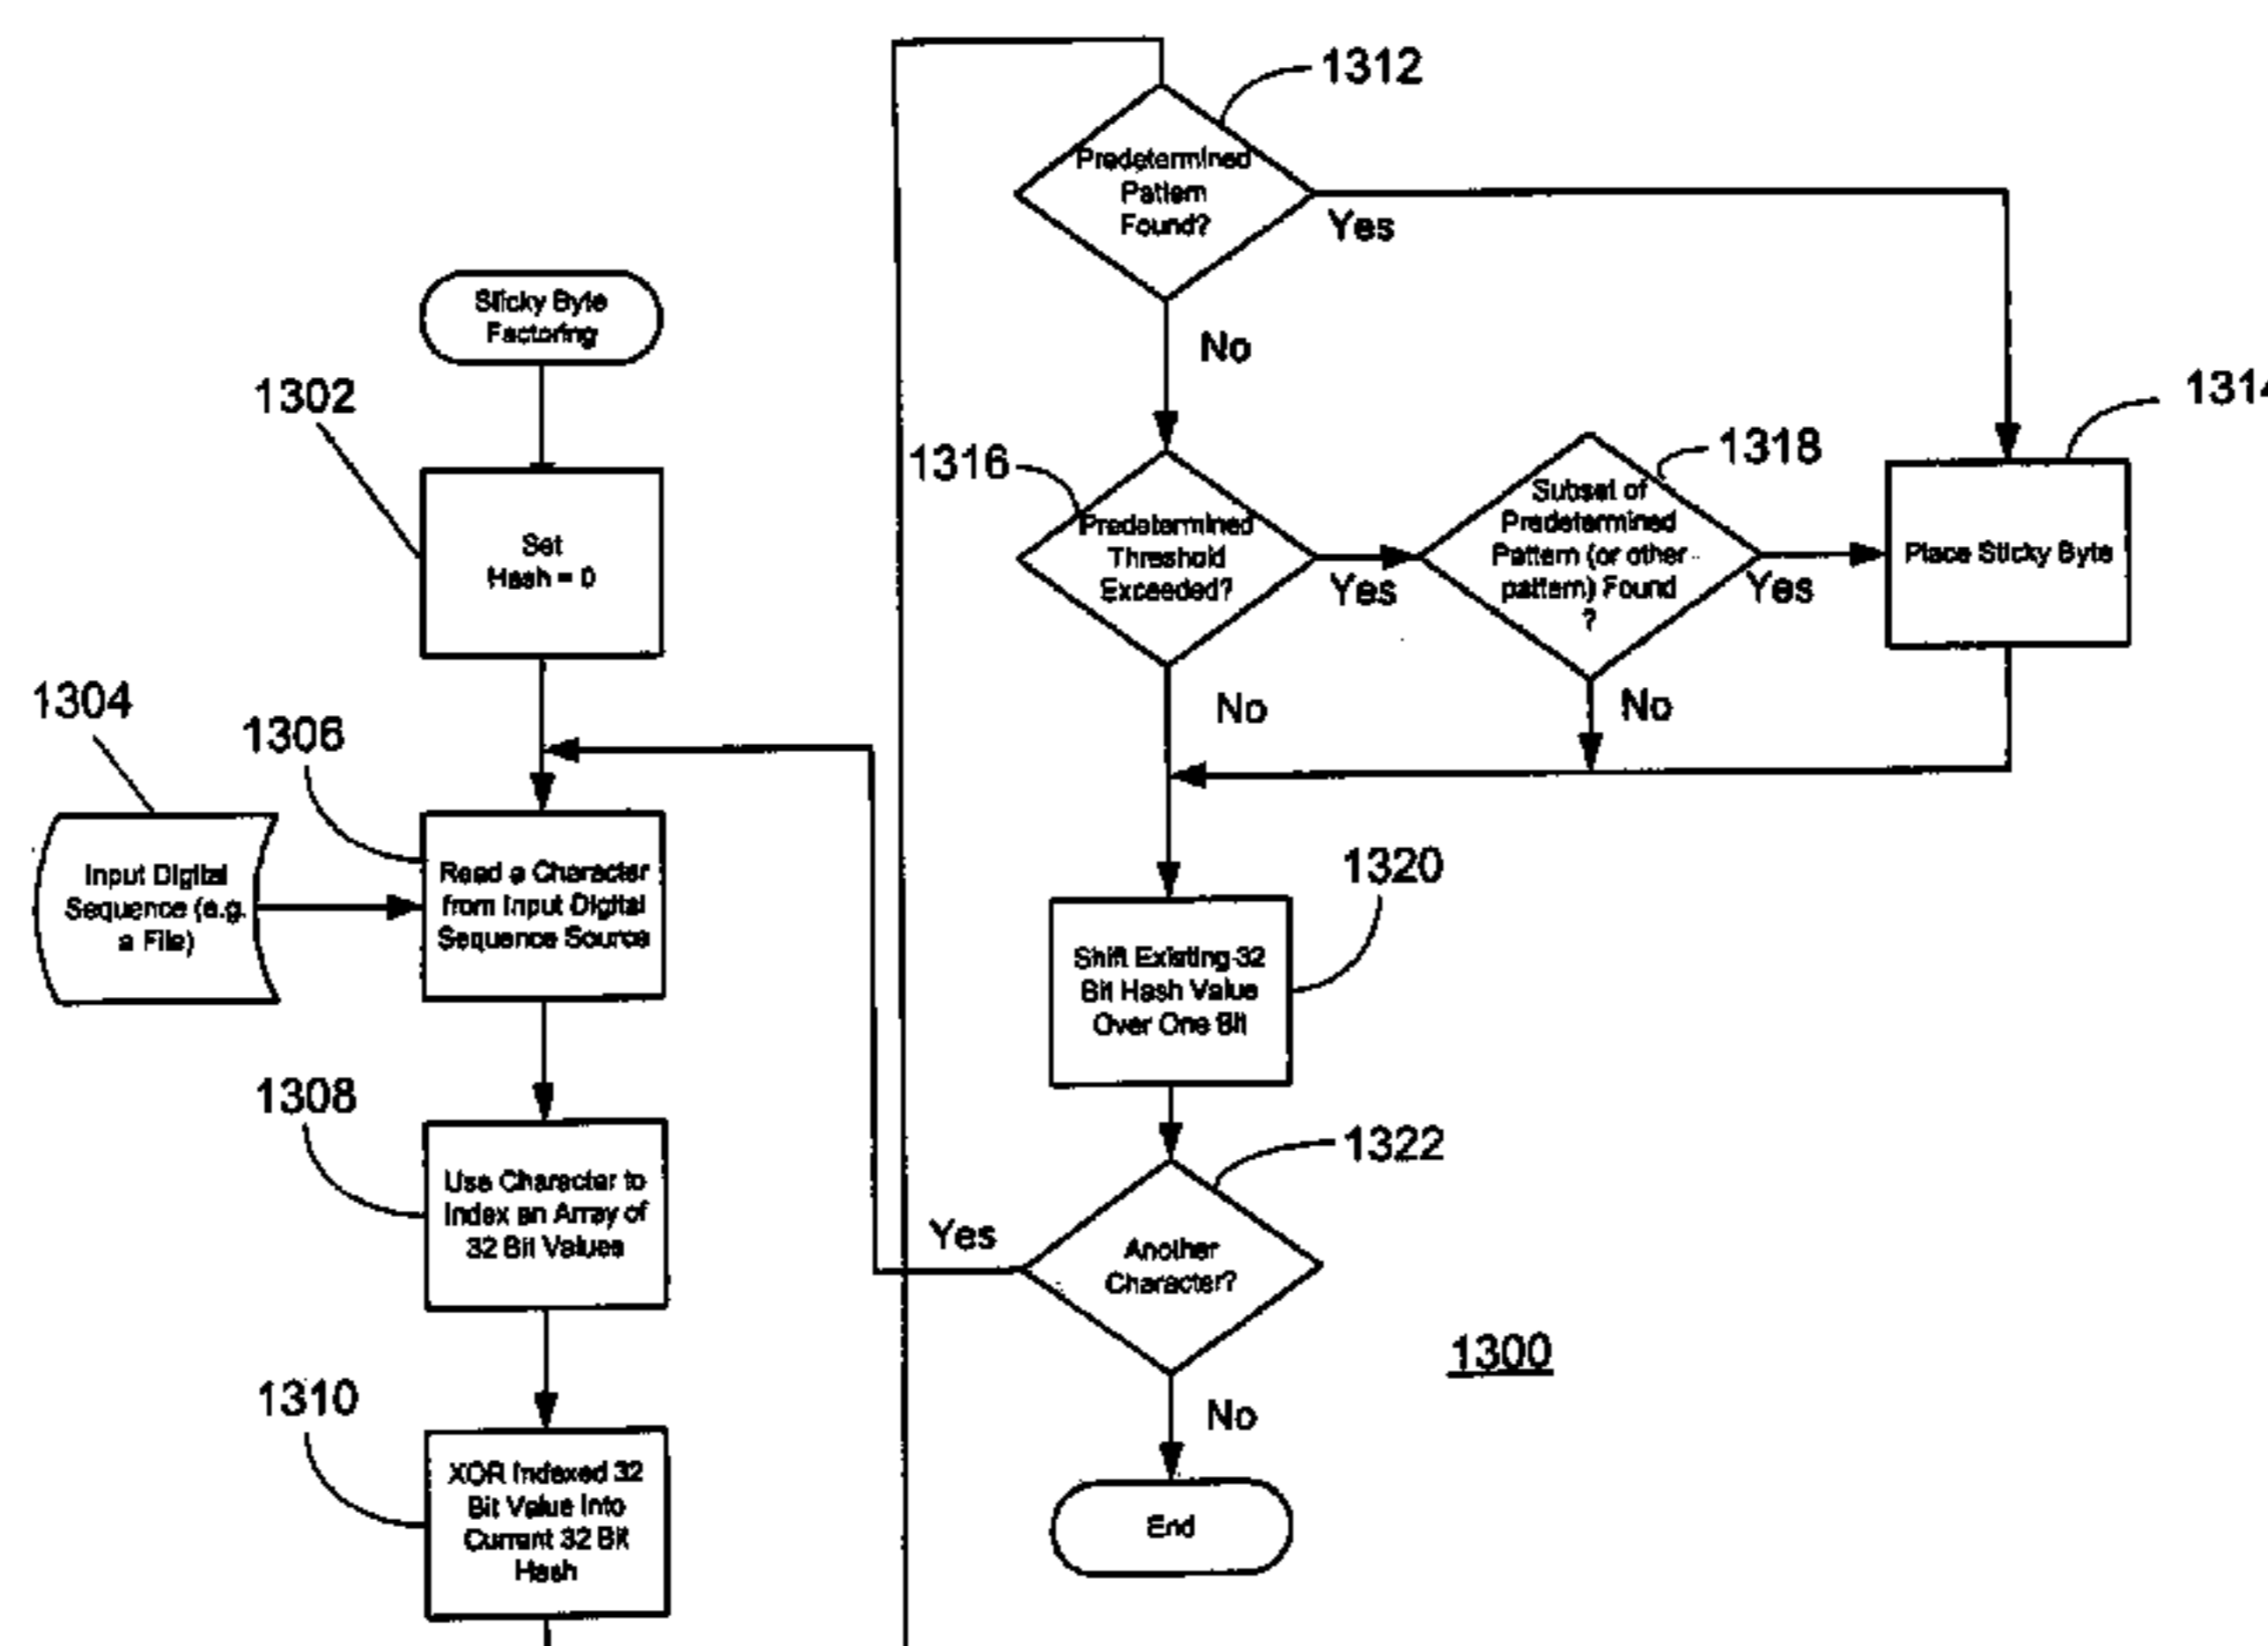 Sticky Byte
Factoring
1302
Set
Hash = 0
1304
1306
Input Digital
Sequence (e.g.
a File)
Read a Character
from Input Digital
Sequence Source
1308
Use Character to
Index an Array of
32 Bit Values
1310
XOR Indexed 32
Bit Value into
Current 32 Bit
Hash
1312
Predetermined
Pattern
Found?
Yes
No
1314
1316
Predetermined
Threshold
Exceeded?
Yes
No
1318
Subset of
Predetermined
Pattern (or other
pattern) Found
?
Yes
No
Place Sticky Byte
1320
Shift Existing 32
Bit Hash Value
Over One Bit
1322
Another
Character?
Yes
No
End
1300